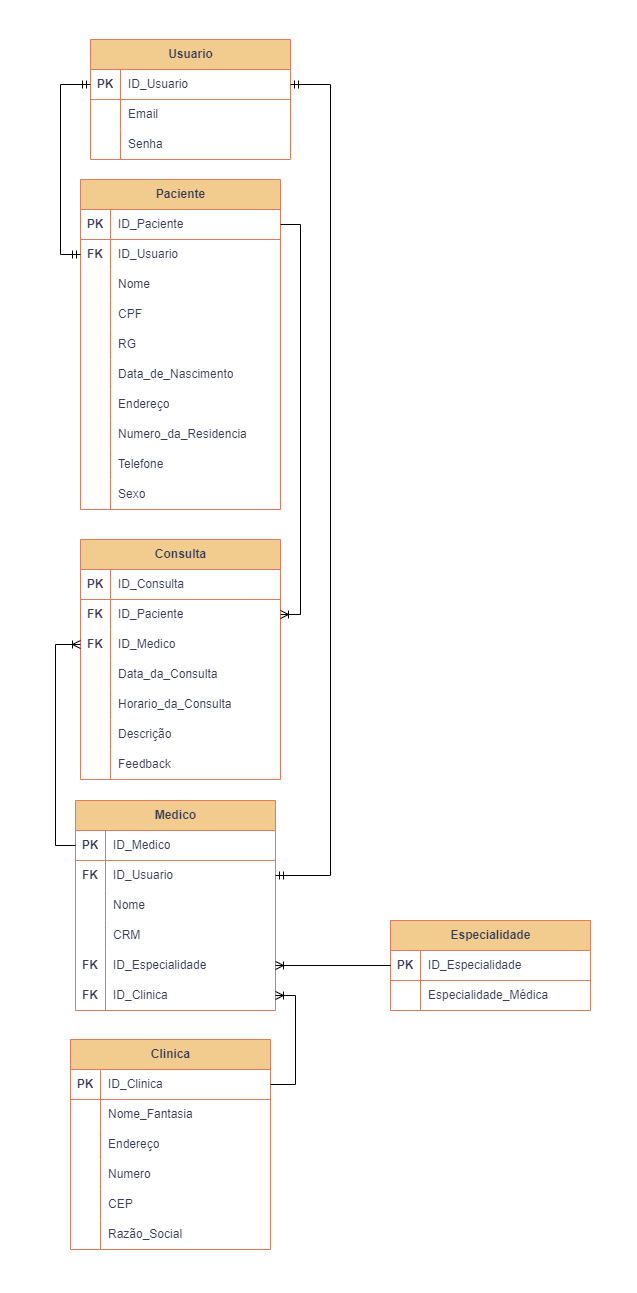 Usuario
PK ID_Usuario
Email
Senha
Paciente
PK ID_Paciente
FK ID_Usuario
Nome
CPF
RG
Data_de_Nascimento
Endereço
Numero_da_Residencia
Telefone
Sexo
Consulta
PK ID_Consulta
FK ID_Paciente
FK ID_Medico
Data_da_Consulta
Horario_da_Consulta
Descrição
Feedback
Medico
PK ID_Medico
FK ID_Usuario
Nome
CRM
FK ID_Especialidade
FK ID_Clinica
Especialidade
PK ID_Especialidade
Especialidade_Médica
Clinica
PK ID_Clinica
Nome_Fantasia
Endereço
Numero
CEP
Razão_Social